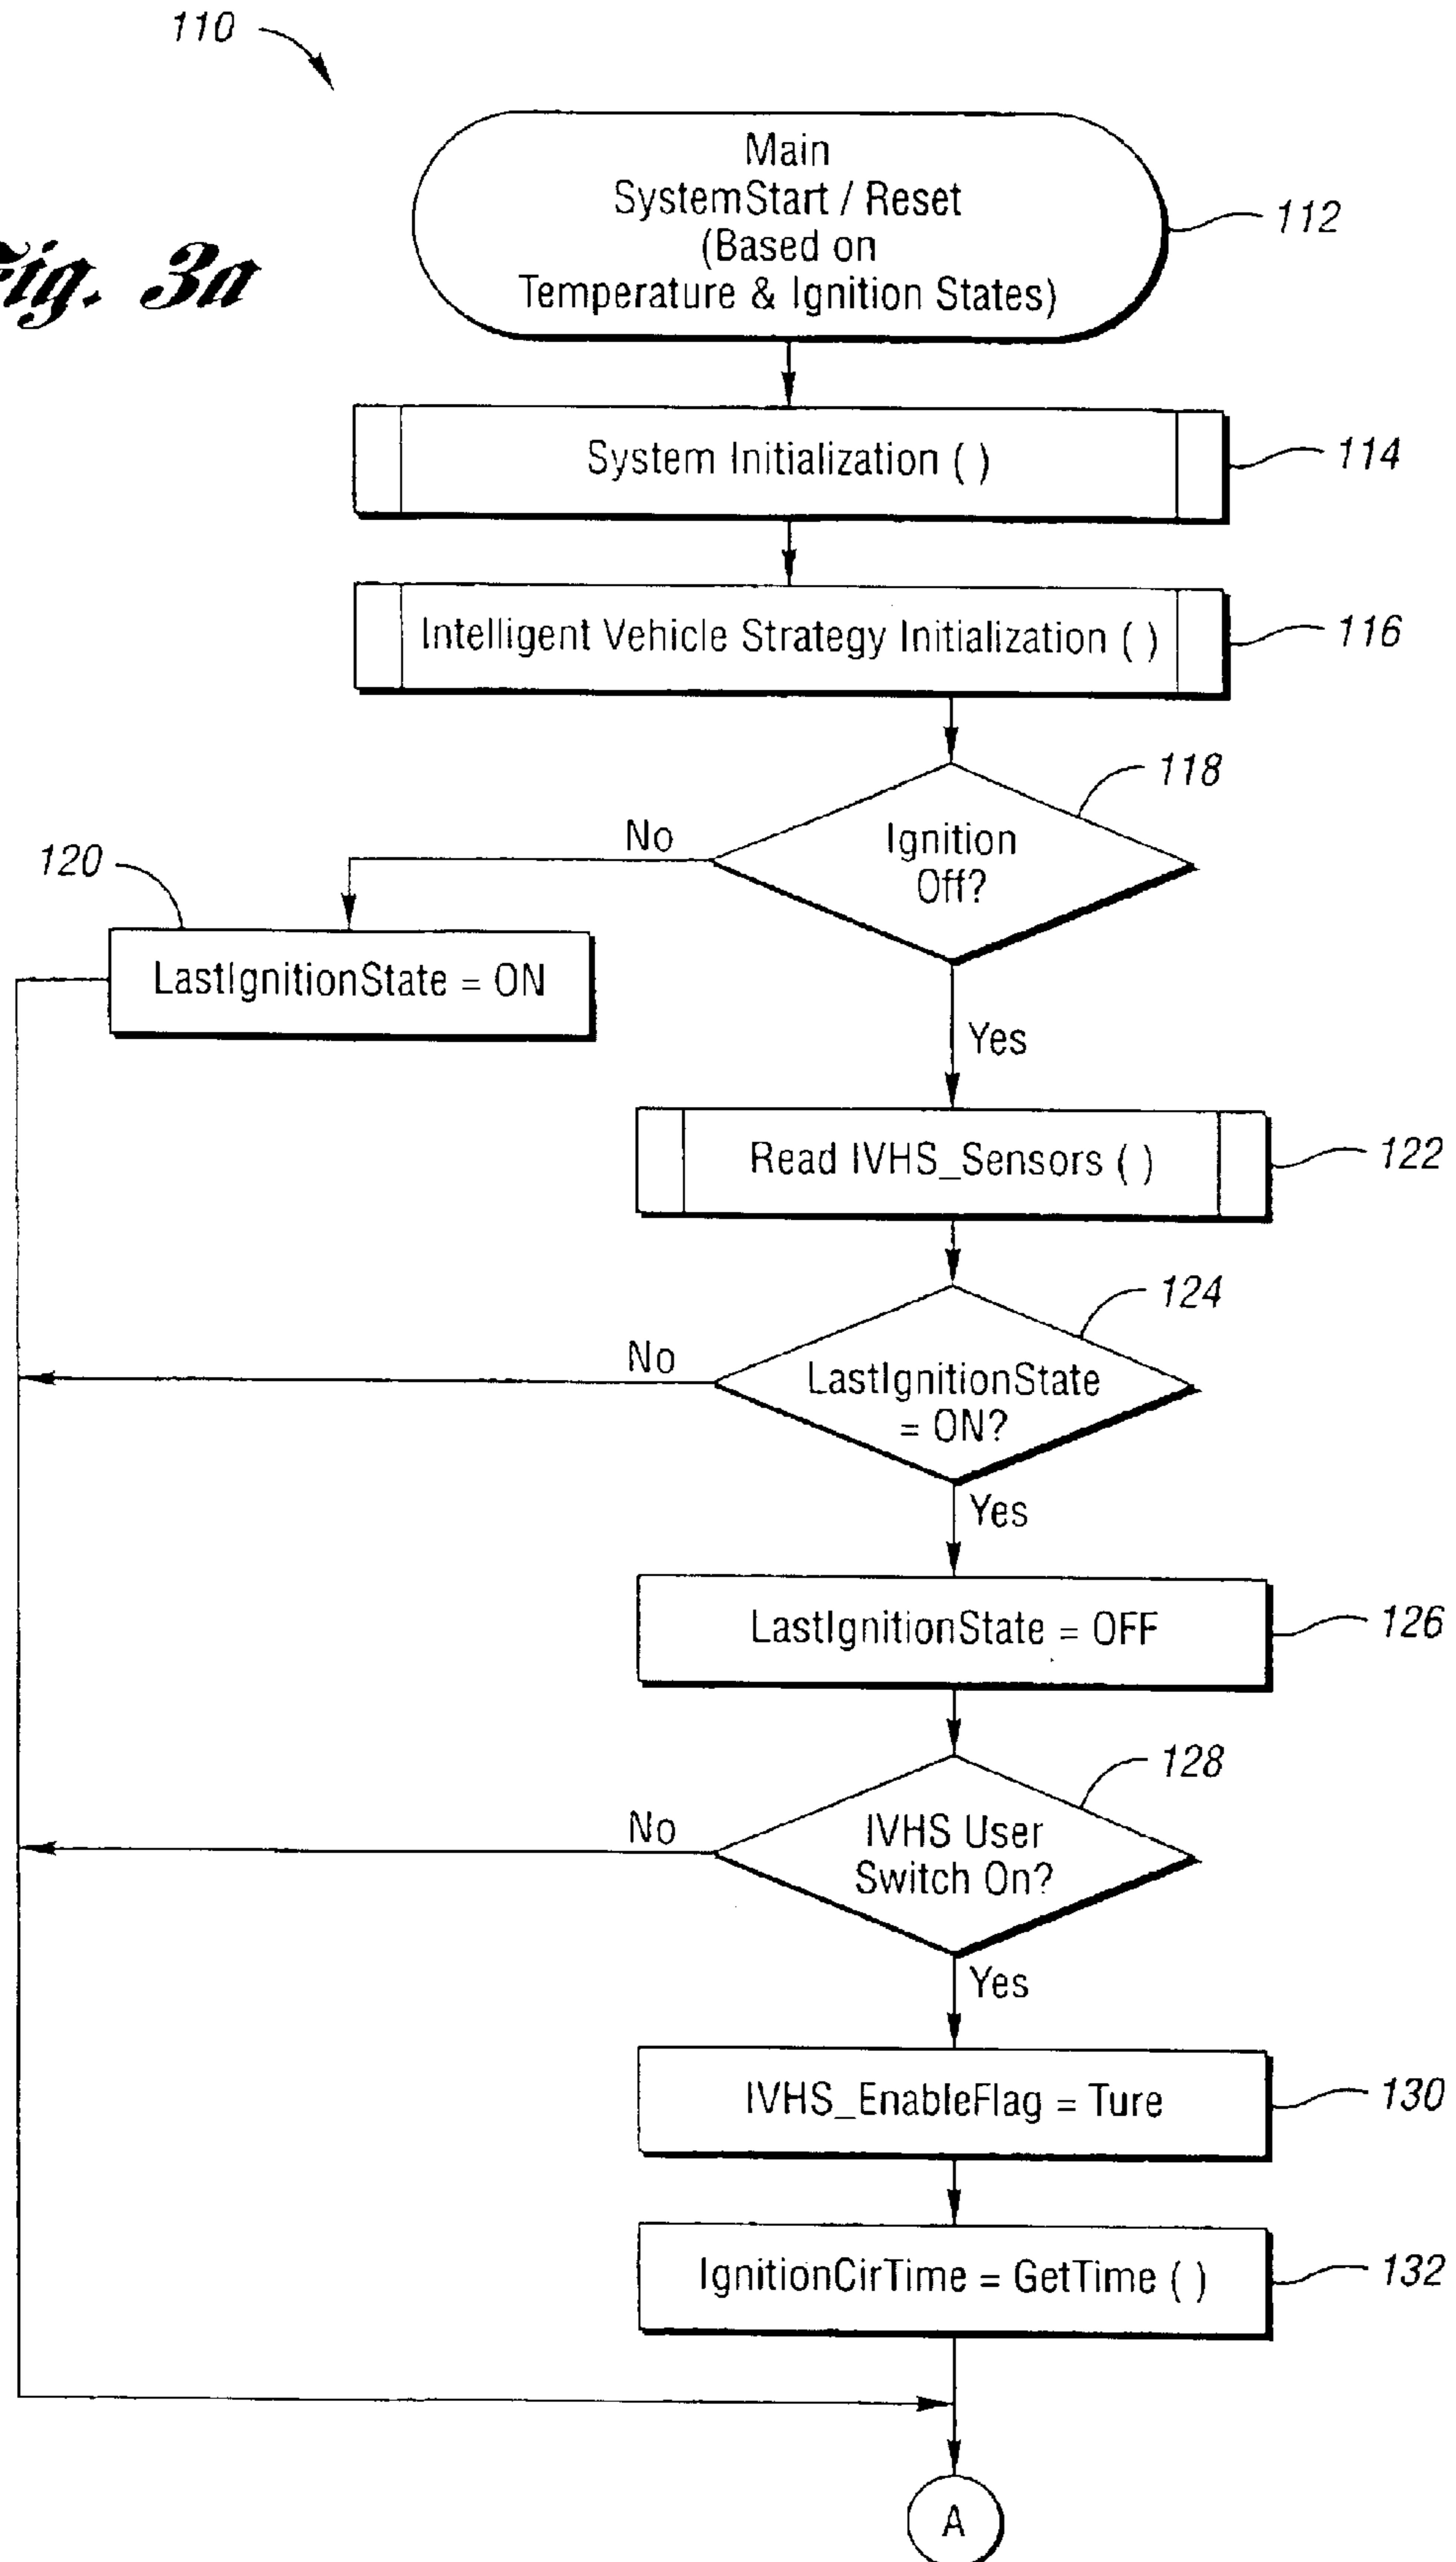 110
Main
SystemStart / Reset
(Based on
Temperature & Ignition States)
112
Fig. 3a
System Initialization ( )
114
Intelligent Vehicle Strategy Initialization ( )
116
118
Ignition
Off?
No
120
LastIgnitionState = ON
Yes
Read IVHS_Sensors ( )
122
124
No
LastIgnitionState
= ON?
Yes
LastIgnitionState = OFF
126
128
No
IVHS User
Switch On?
Yes
IVHS_EnableFlag = Ture
130
IgnitionCirTime = GetTime ( )
132
A